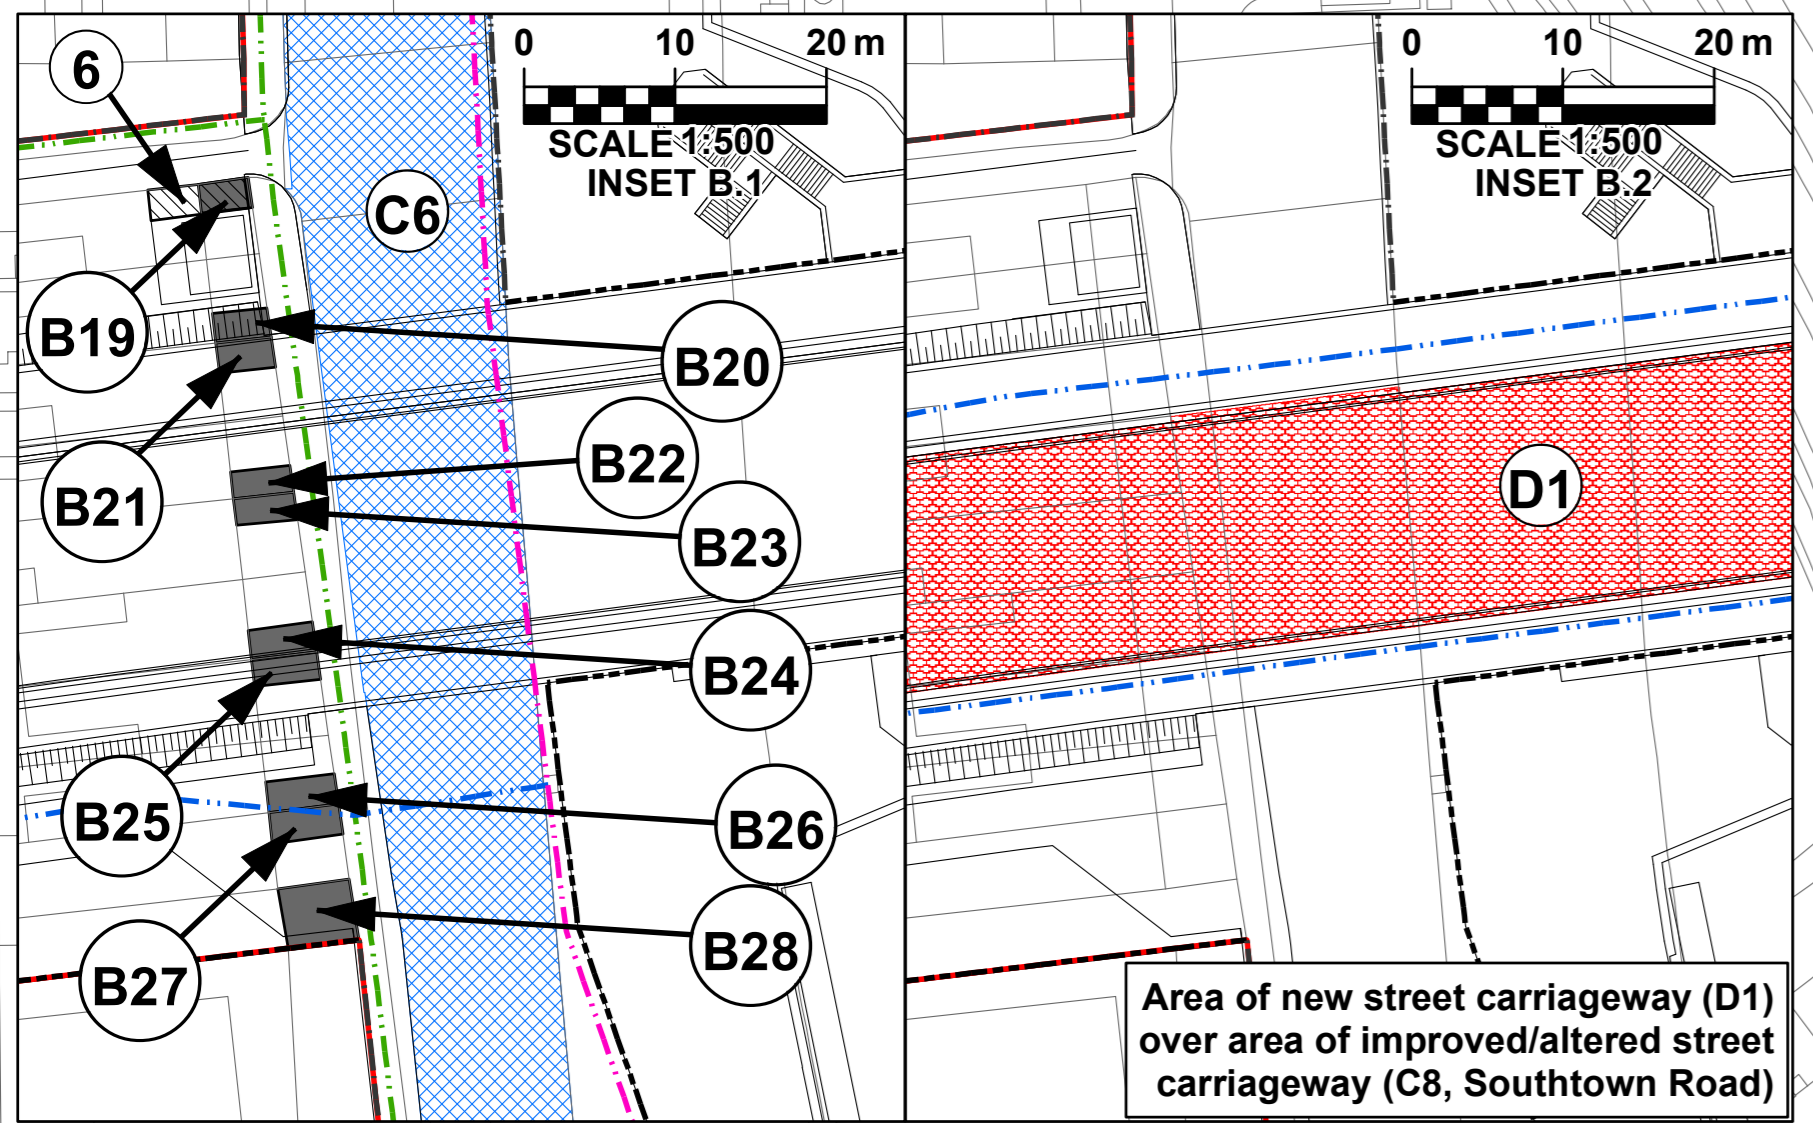 0 10 20 m
SCALE 1:500
INSET B.1
6
C6
B19
B20
B21
B22
B23
B24
B25
B26
B27
B28
0 10 20 m
SCALE 1:500
INSET B.2
D1
Area of new street carriageway (D1)
over area of improved/altered street
carriageway (C8, Southtown Road)